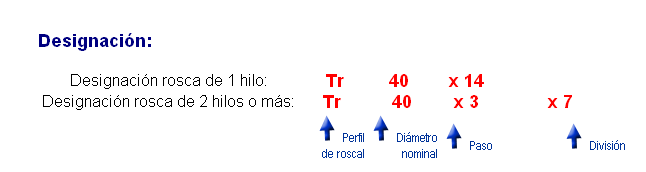 Designación:
Designación rosca de 1 hilo: Tr 40 x 14
Designación rosca de 2 hilos o más: Tr 40 x 3 x 7
Perfil de roscal
Diámetro nominal
Paso
División